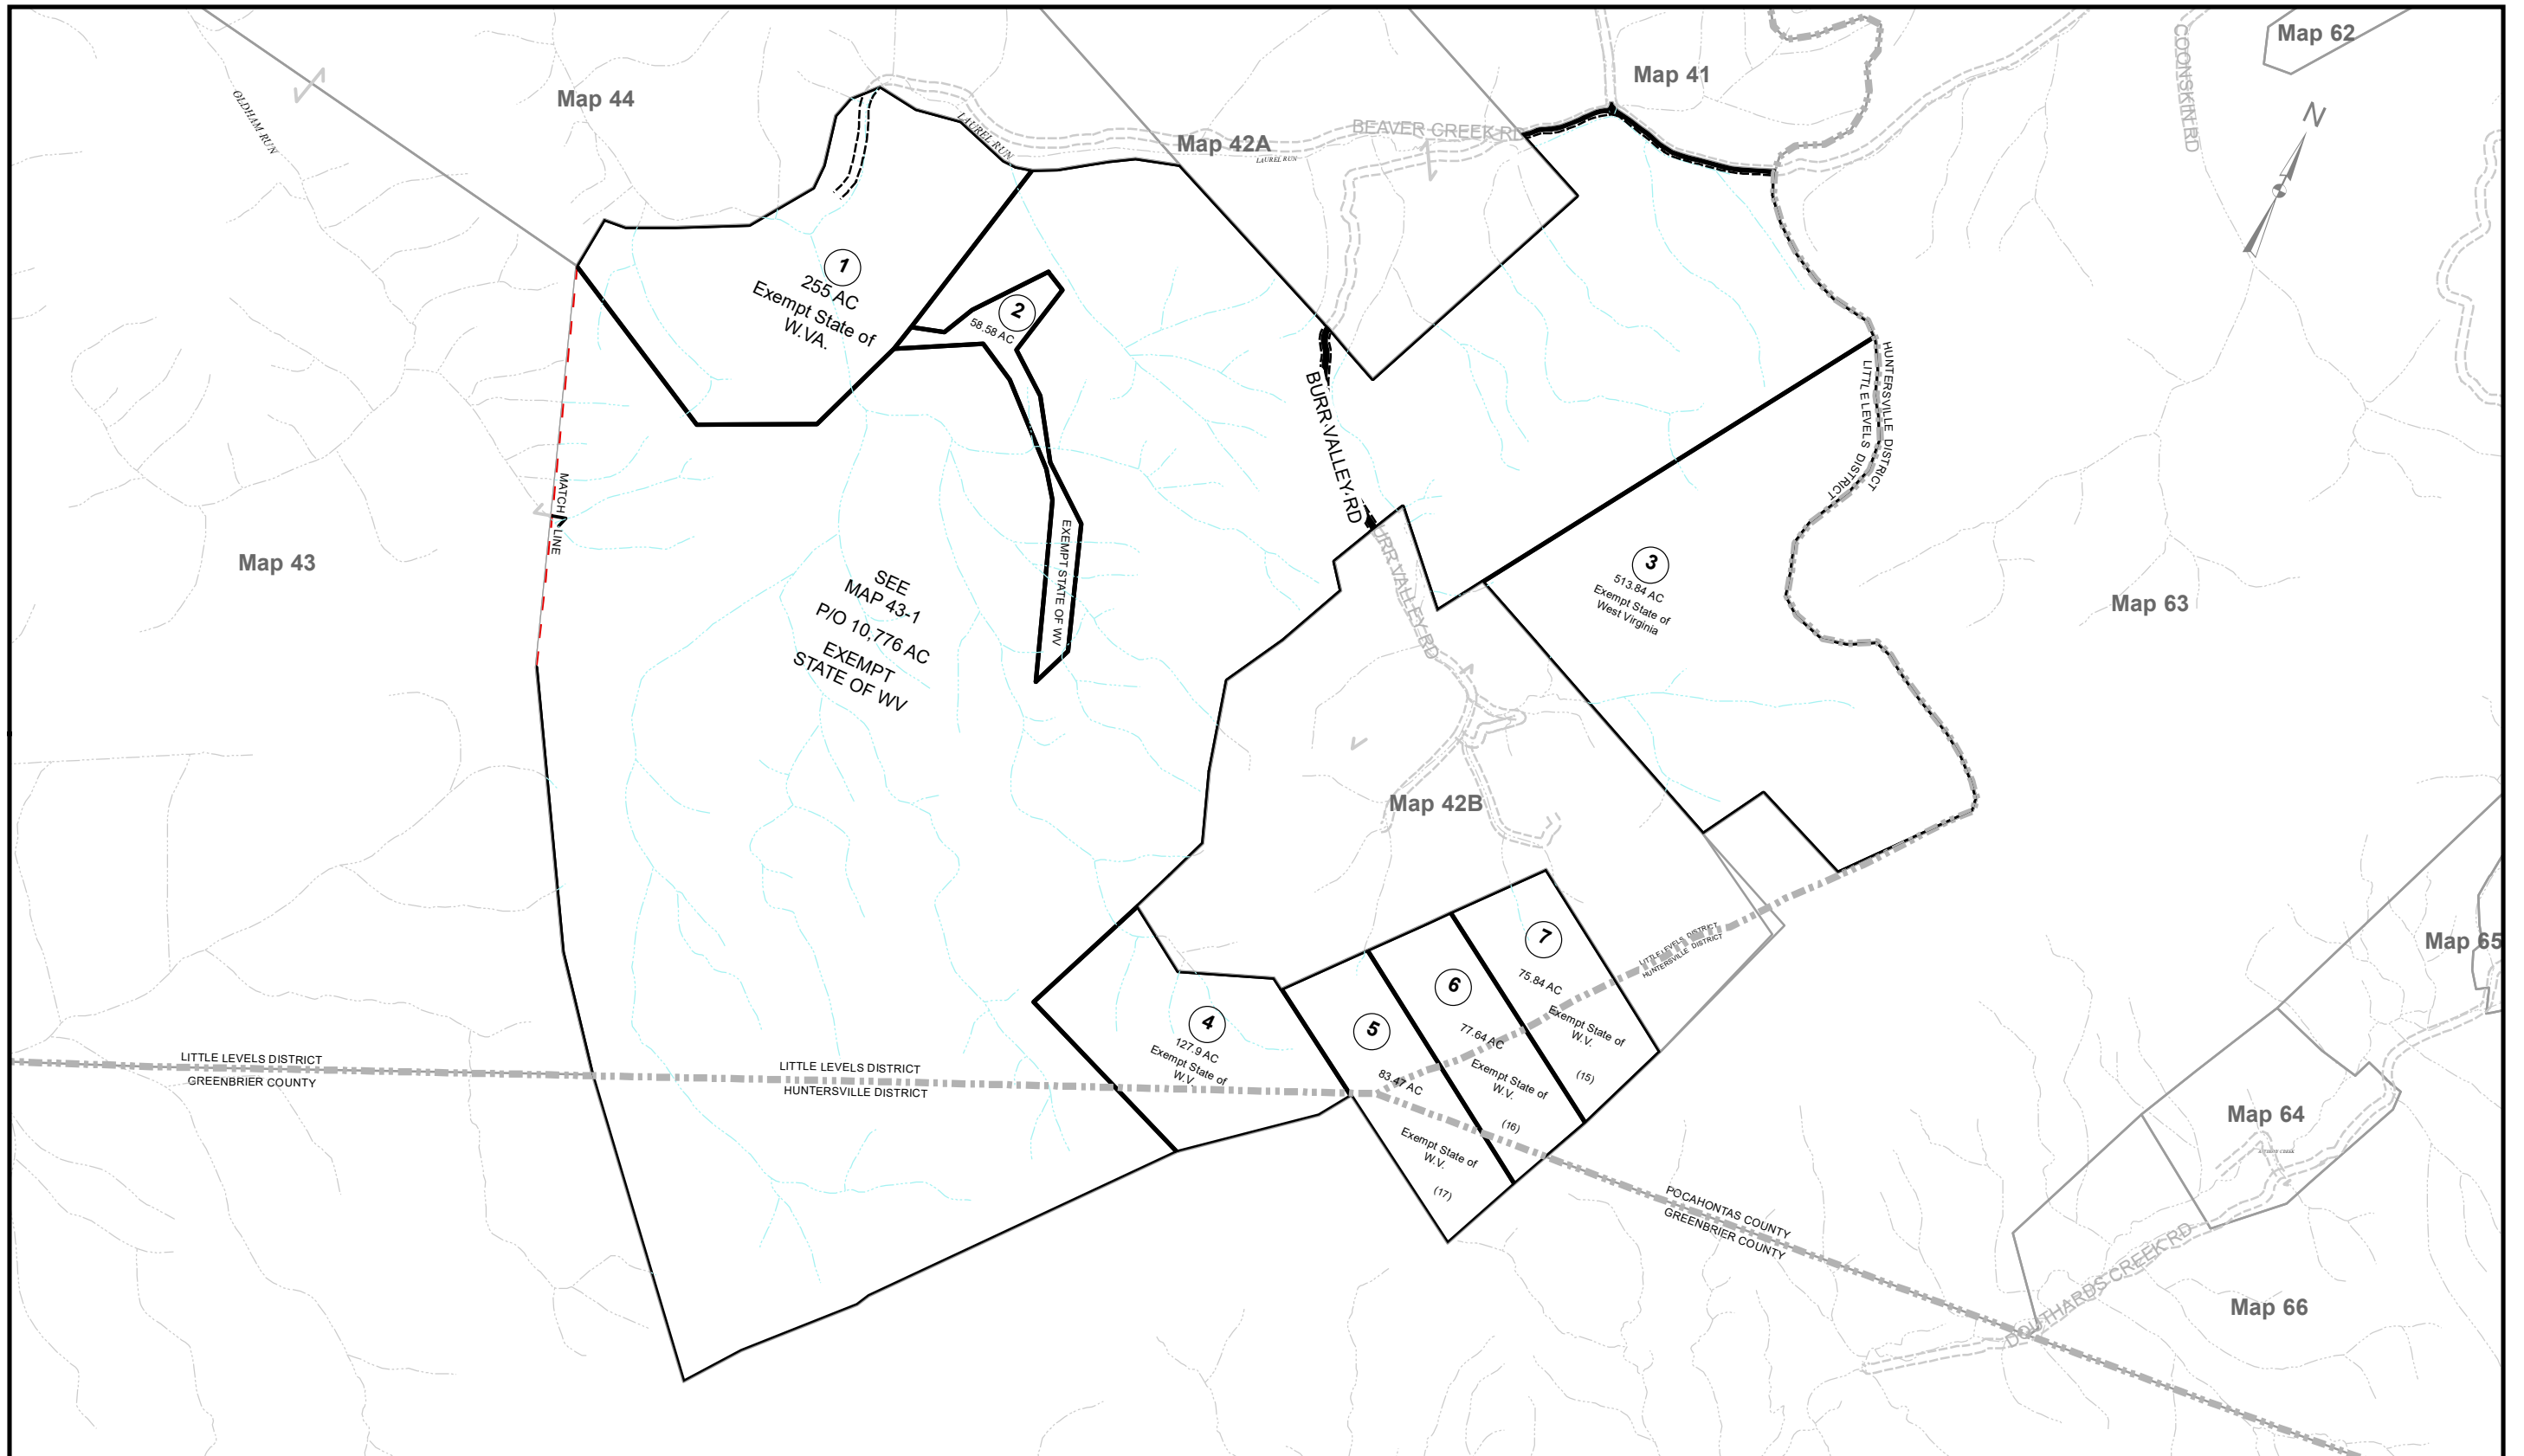 Map 62
Map 41
COONSKIN RD
Map 44
OLDHAM RUN
LAUREL RUN
Map 42A
BEAVER CREEK RD
LAUREL RUN
N
1
255 AC
Exempt State of
W.VA.
2
58.58 AC
HUNTERSVILLE DISTRICT
LITTLE LEVELS DISTRICT
BURR VALLEY RD
MATCH LINE
Map 43
EXEMPT STATE OF WV
BURR VALLEY RD
3
513.84 AC
Exempt State of
West Virginia
Map 63
SEE
MAP 43-1
P/O 10,776 AC
EXEMPT
STATE OF WV
Map 42B
Map 65
LITTLE LEVELS DISTRICT
HUNTERSVILLE DISTRICT
7
75.84 AC
Exempt State of
W.V.
(15)
6
77.64 AC
Exempt State of
W.V.
(16)
5
83.47 AC
Exempt State of
W.V.
(17)
4
127.9 AC
Exempt State of
W.V
LITTLE LEVELS DISTRICT
GREENBRIER COUNTY
LITTLE LEVELS DISTRICT
HUNTERSVILLE DISTRICT
Map 64
POCAHONTAS COUNTY
GREENBRIER COUNTY
DOUTHARDS CREEK RD
Map 66